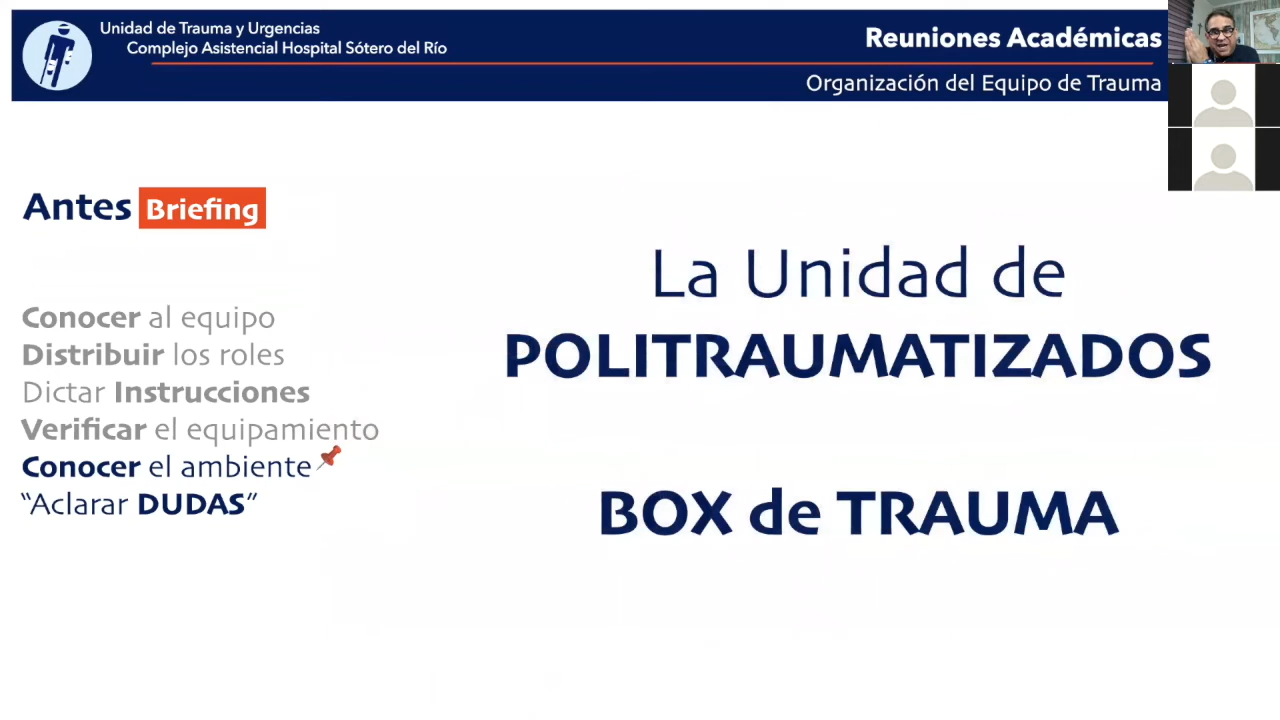 Unidad de Trauma y Urgencias
Complejo Asistencial Hospital Sótero del Río
Reuniones Académicas
Organización del Equipo de Trauma
Antes Briefing
Conocer al equipo
Distribuir los roles
Dictar Instrucciones
Verificar el equipamiento
Conocer el ambiente
“Aclarar DUDAS”
La Unidad de
POLITRAUMATIZADOS
BOX de TRAUMA